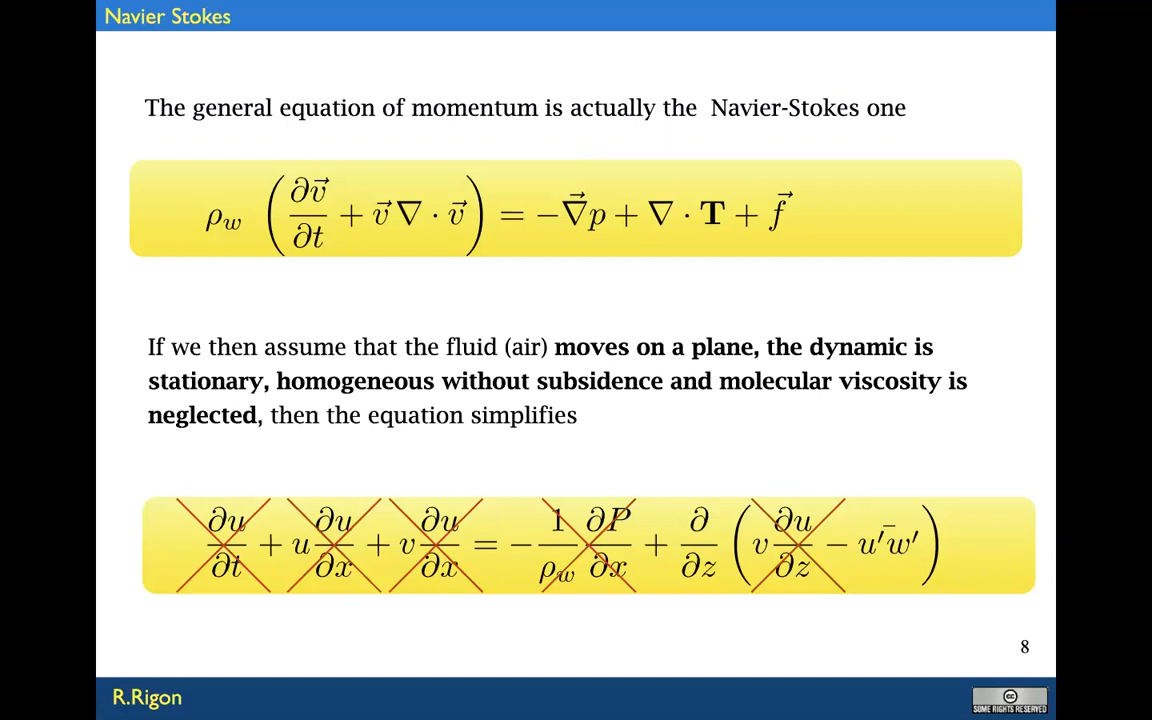 Navier Stokes
The general equation of momentum is actually the Navier-Stokes one
ρ_w ( ∂v⃗/∂t + v⃗ ∇ · v⃗ ) = −∇⃗p + ∇ · T + f⃗
If we then assume that the fluid (air) moves on a plane, the dynamic is
stationary, homogeneous without subsidence and molecular viscosity is
neglected, then the equation simplifies
∂u/∂t + u ∂u/∂x + v ∂u/∂x = − 1/ρ_w ∂P/∂x + ∂/∂z ( v ∂u/∂z − u′w̄′ )
8
R.Rigon
cc
SOME RIGHTS RESERVED